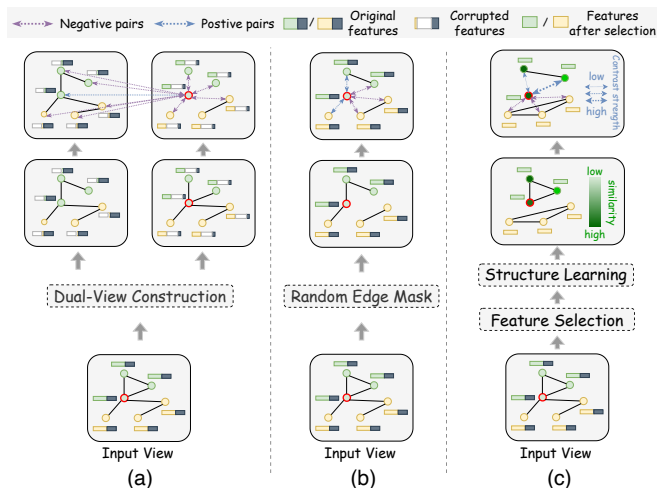 Negative pairs
Postive pairs
/
Original
features
Corrupted
features
/
Features
after selection
low
high
Contrast strength
low
high
similarity
Structure Learning
Dual-View Construction
Random Edge Mask
Feature Selection
Input View
Input View
Input View
(a)
(b)
(c)